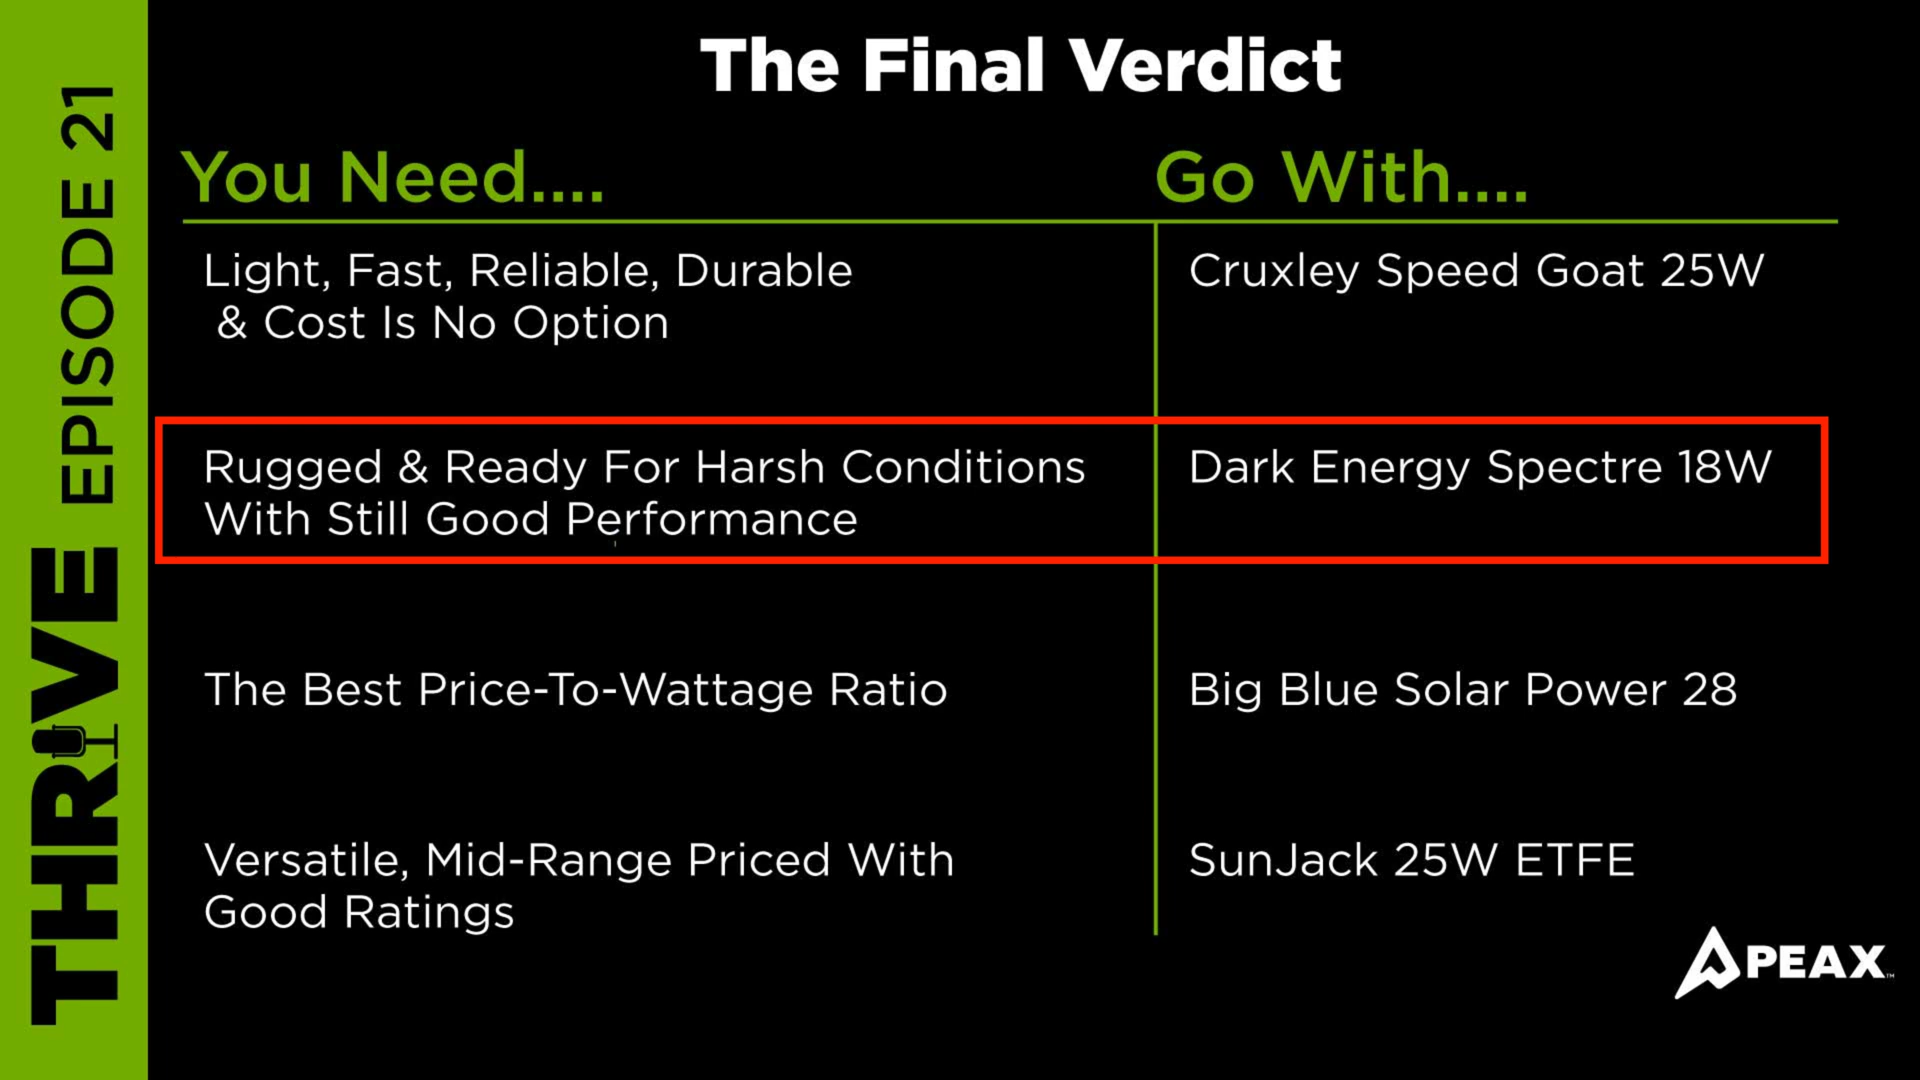 The Final Verdict
You Need....
Go With....
Light, Fast, Reliable, Durable
& Cost Is No Option
Cruxley Speed Goat 25W
Rugged & Ready For Harsh Conditions
With Still Good Performance
Dark Energy Spectre 18W
The Best Price-To-Wattage Ratio
Big Blue Solar Power 28
Versatile, Mid-Range Priced With
Good Ratings
SunJack 25W ETFE
THRIVE EPISODE 21
PEAX™